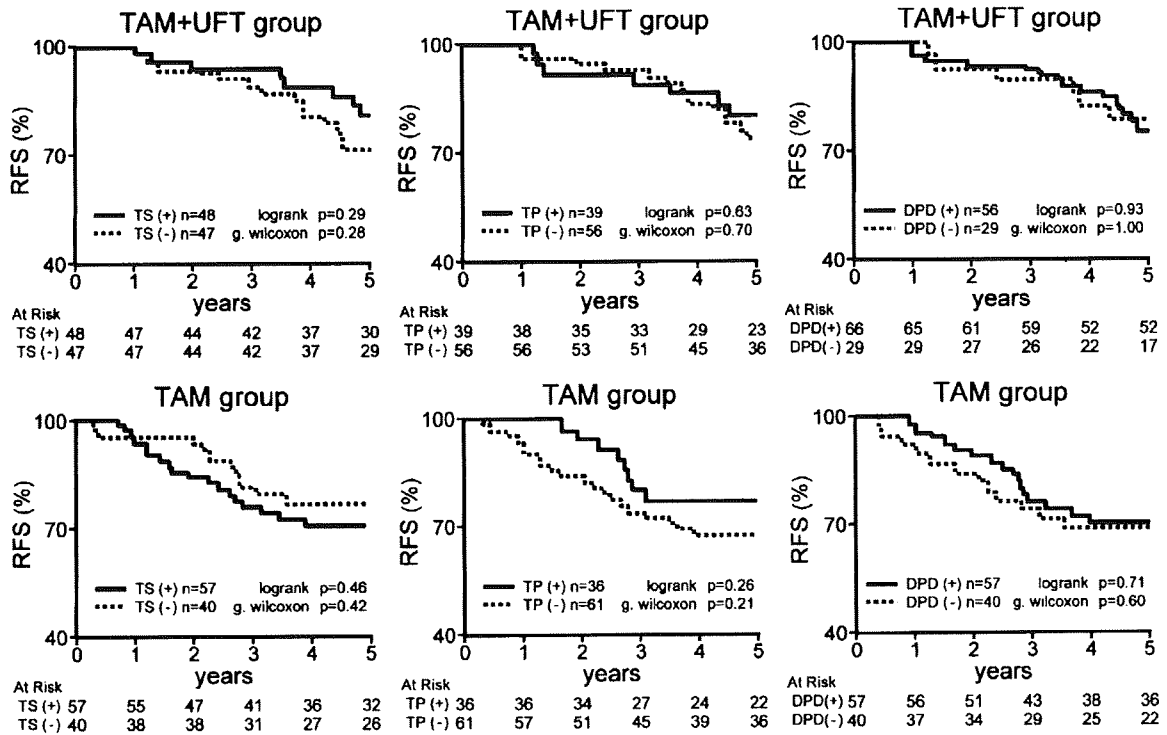 TAM+UFT group
100
70
40
RFS (%)
TS (+) n=48 logrank p=0.29
TS (-) n=47 g. wilcoxon p=0.28
0 1 2 3 4 5
years
At Risk
TS (+) 48 47 44 42 37 30
TS (-) 47 47 44 42 37 29
TAM+UFT group
100
70
40
RFS (%)
TP (+) n=39 logrank p=0.63
TP (-) n=56 g. wilcoxon p=0.70
0 1 2 3 4 5
years
At Risk
TP (+) 39 38 35 33 29 23
TP (-) 56 56 53 51 45 36
TAM+UFT group
100
70
40
RFS (%)
DPD (+) n=56 logrank p=0.93
DPD (-) n=29 g. wilcoxon p=1.00
0 1 2 3 4 5
years
At Risk
DPD(+) 66 65 61 59 52 52
DPD(-) 29 29 27 26 22 17
TAM group
100
70
40
RFS (%)
TS (+) n=57 logrank p=0.46
TS (-) n=40 g. wilcoxon p=0.42
0 1 2 3 4 5
years
At Risk
TS (+) 57 55 47 41 36 32
TS (-) 40 38 38 31 27 26
TAM group
100
70
40
RFS (%)
TP (+) n=36 logrank p=0.26
TP (-) n=61 g. wilcoxon p=0.21
0 1 2 3 4 5
years
At Risk
TP (+) 36 36 34 27 24 22
TP (-) 61 57 51 45 39 36
TAM group
100
70
40
RFS (%)
DPD (+) n=57 logrank p=0.71
DPD (-) n=40 g. wilcoxon p=0.60
0 1 2 3 4 5
years
At Risk
DPD(+) 57 56 51 43 38 36
DPD(-) 40 37 34 29 25 22